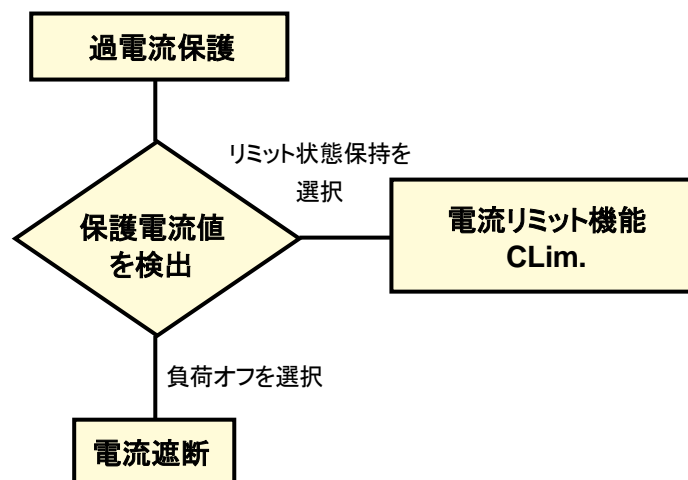 過電流保護
リミット状態保持を
選択
保護電流値
を検出
電流リミット機能
CLim.
負荷オフを選択
電流遮断